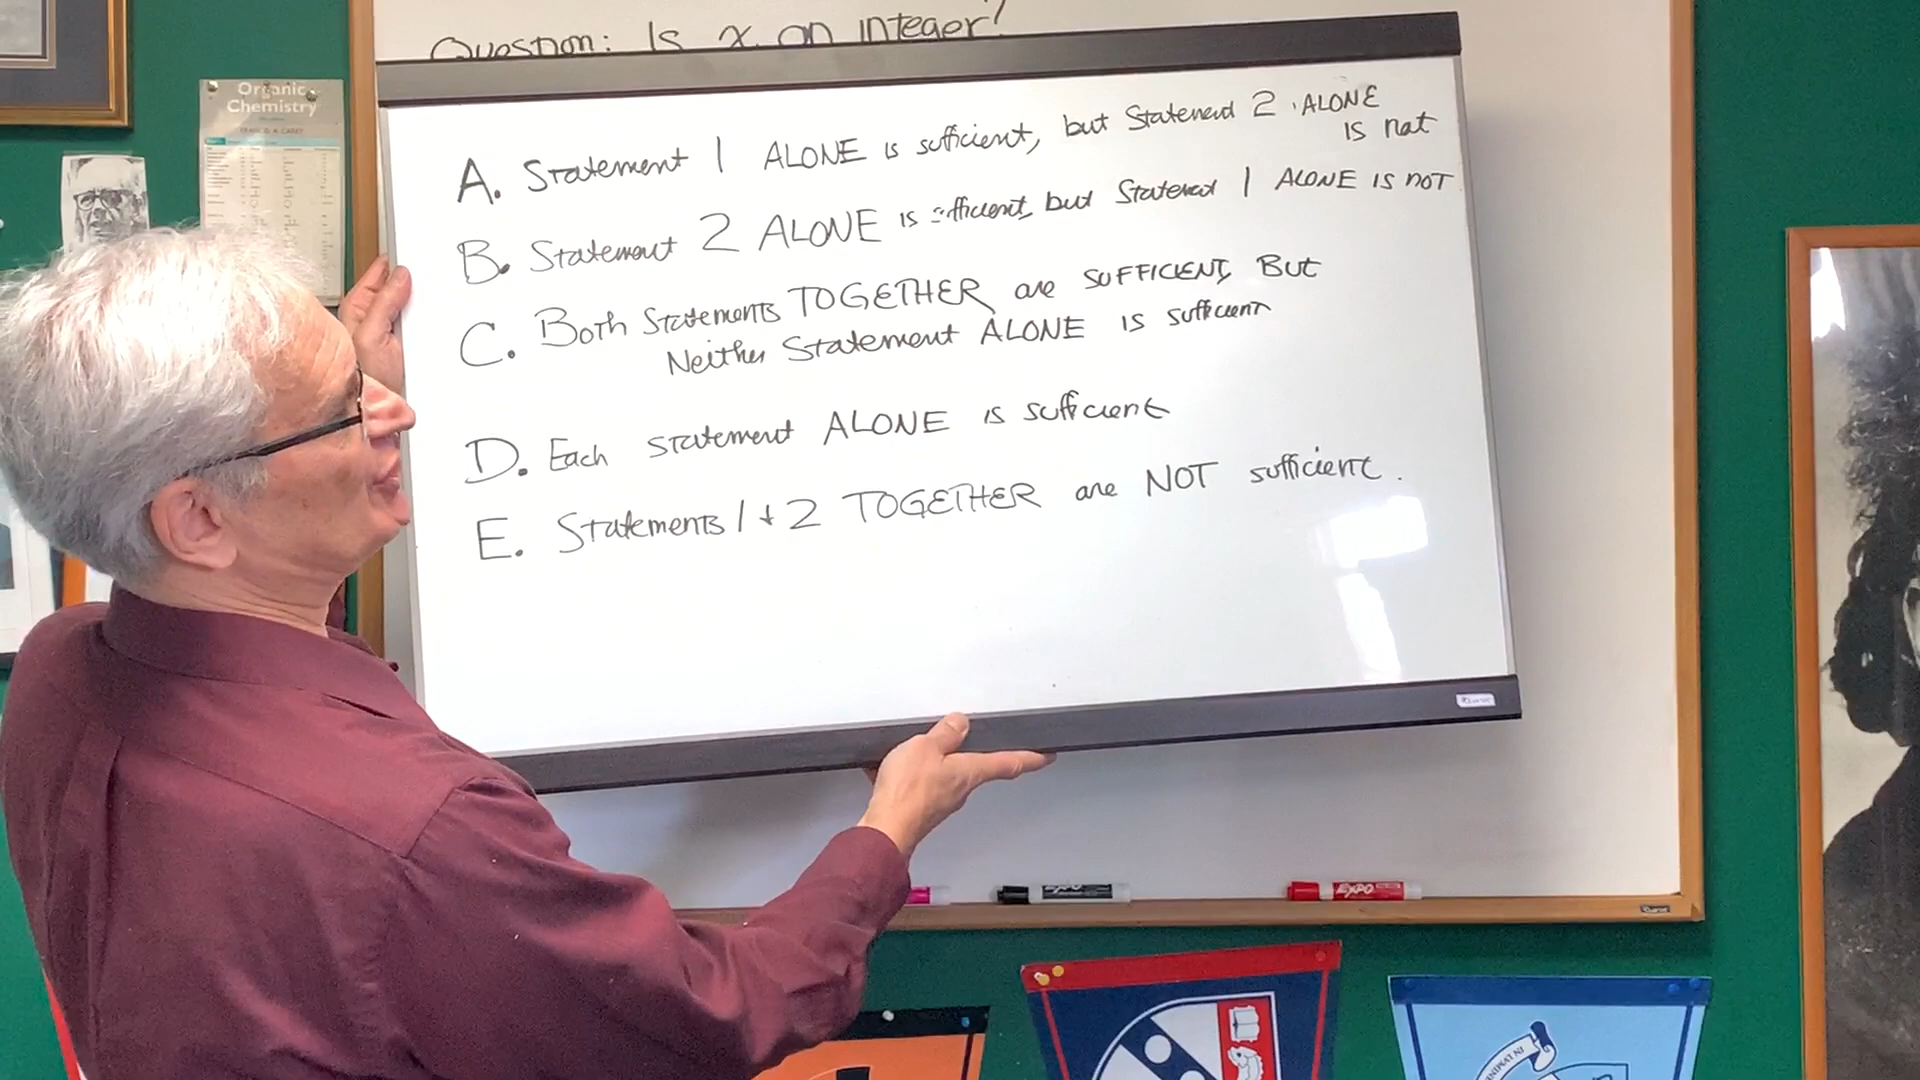 Question: Is x an integer?
Organic
Chemistry
FRANCIS A. CAREY
A. Statement 1 ALONE is sufficient, but Statement 2 ALONE
is not
B. Statement 2 ALONE is sufficient, but Statement 1 ALONE IS NOT
C. Both Statements TOGETHER are SUFFICIENT, But
Neither Statement ALONE is sufficient
D. Each statement ALONE is sufficient
E. Statements 1 + 2 TOGETHER are NOT sufficient.
EXPO